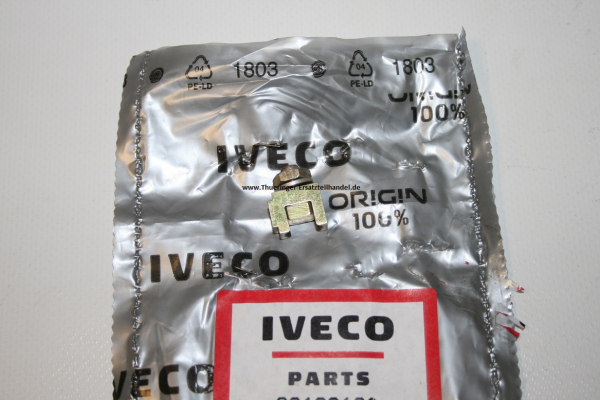 04 1803 04 1803
PE-LD PE-LD
ORIGIN
100%
IVECO
www.Thueringer-Ersatzteilhandel.de
ORIGIN
100%
IVECO
IVECO
IVECO
PARTS